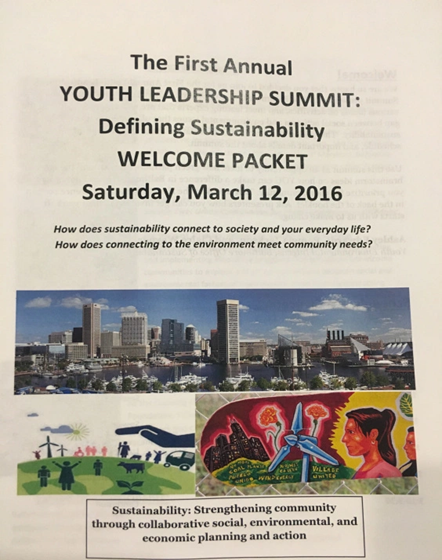 The First Annual
YOUTH LEADERSHIP SUMMIT:
Defining Sustainability
WELCOME PACKET
Saturday, March 12, 2016
How does sustainability connect to society and your everyday life?
How does connecting to the environment meet community needs?
VILLAGE
UNITED
Sustainability: Strengthening community
through collaborative social, environmental, and
economic planning and action